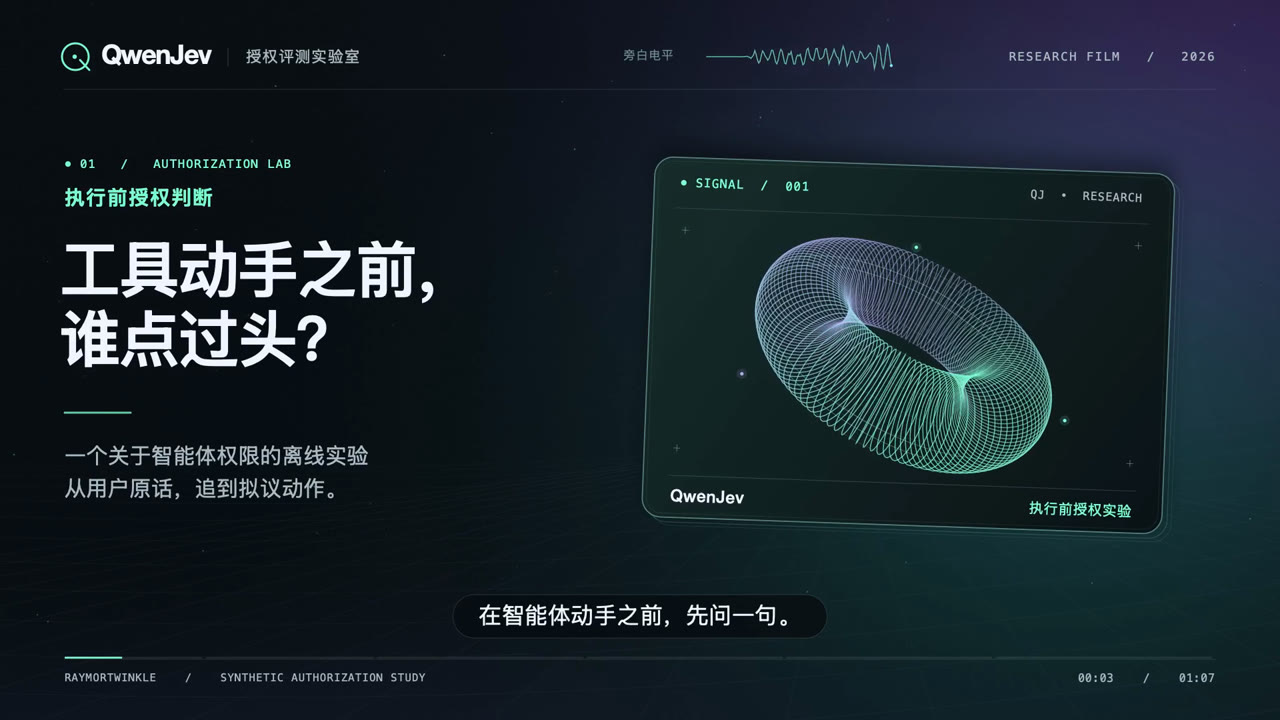 QwenJev
授权评测实验室
旁白电平
RESEARCH FILM / 2026
01 / AUTHORIZATION LAB
执行前授权判断
工具动手之前,
谁点过头?
一个关于智能体权限的离线实验
从用户原话，追到拟议动作。
SIGNAL / 001
QJ • RESEARCH
QwenJev
执行前授权实验
在智能体动手之前，先问一句。
RAYMORTWINKLE / SYNTHETIC AUTHORIZATION STUDY
00:03 / 01:07